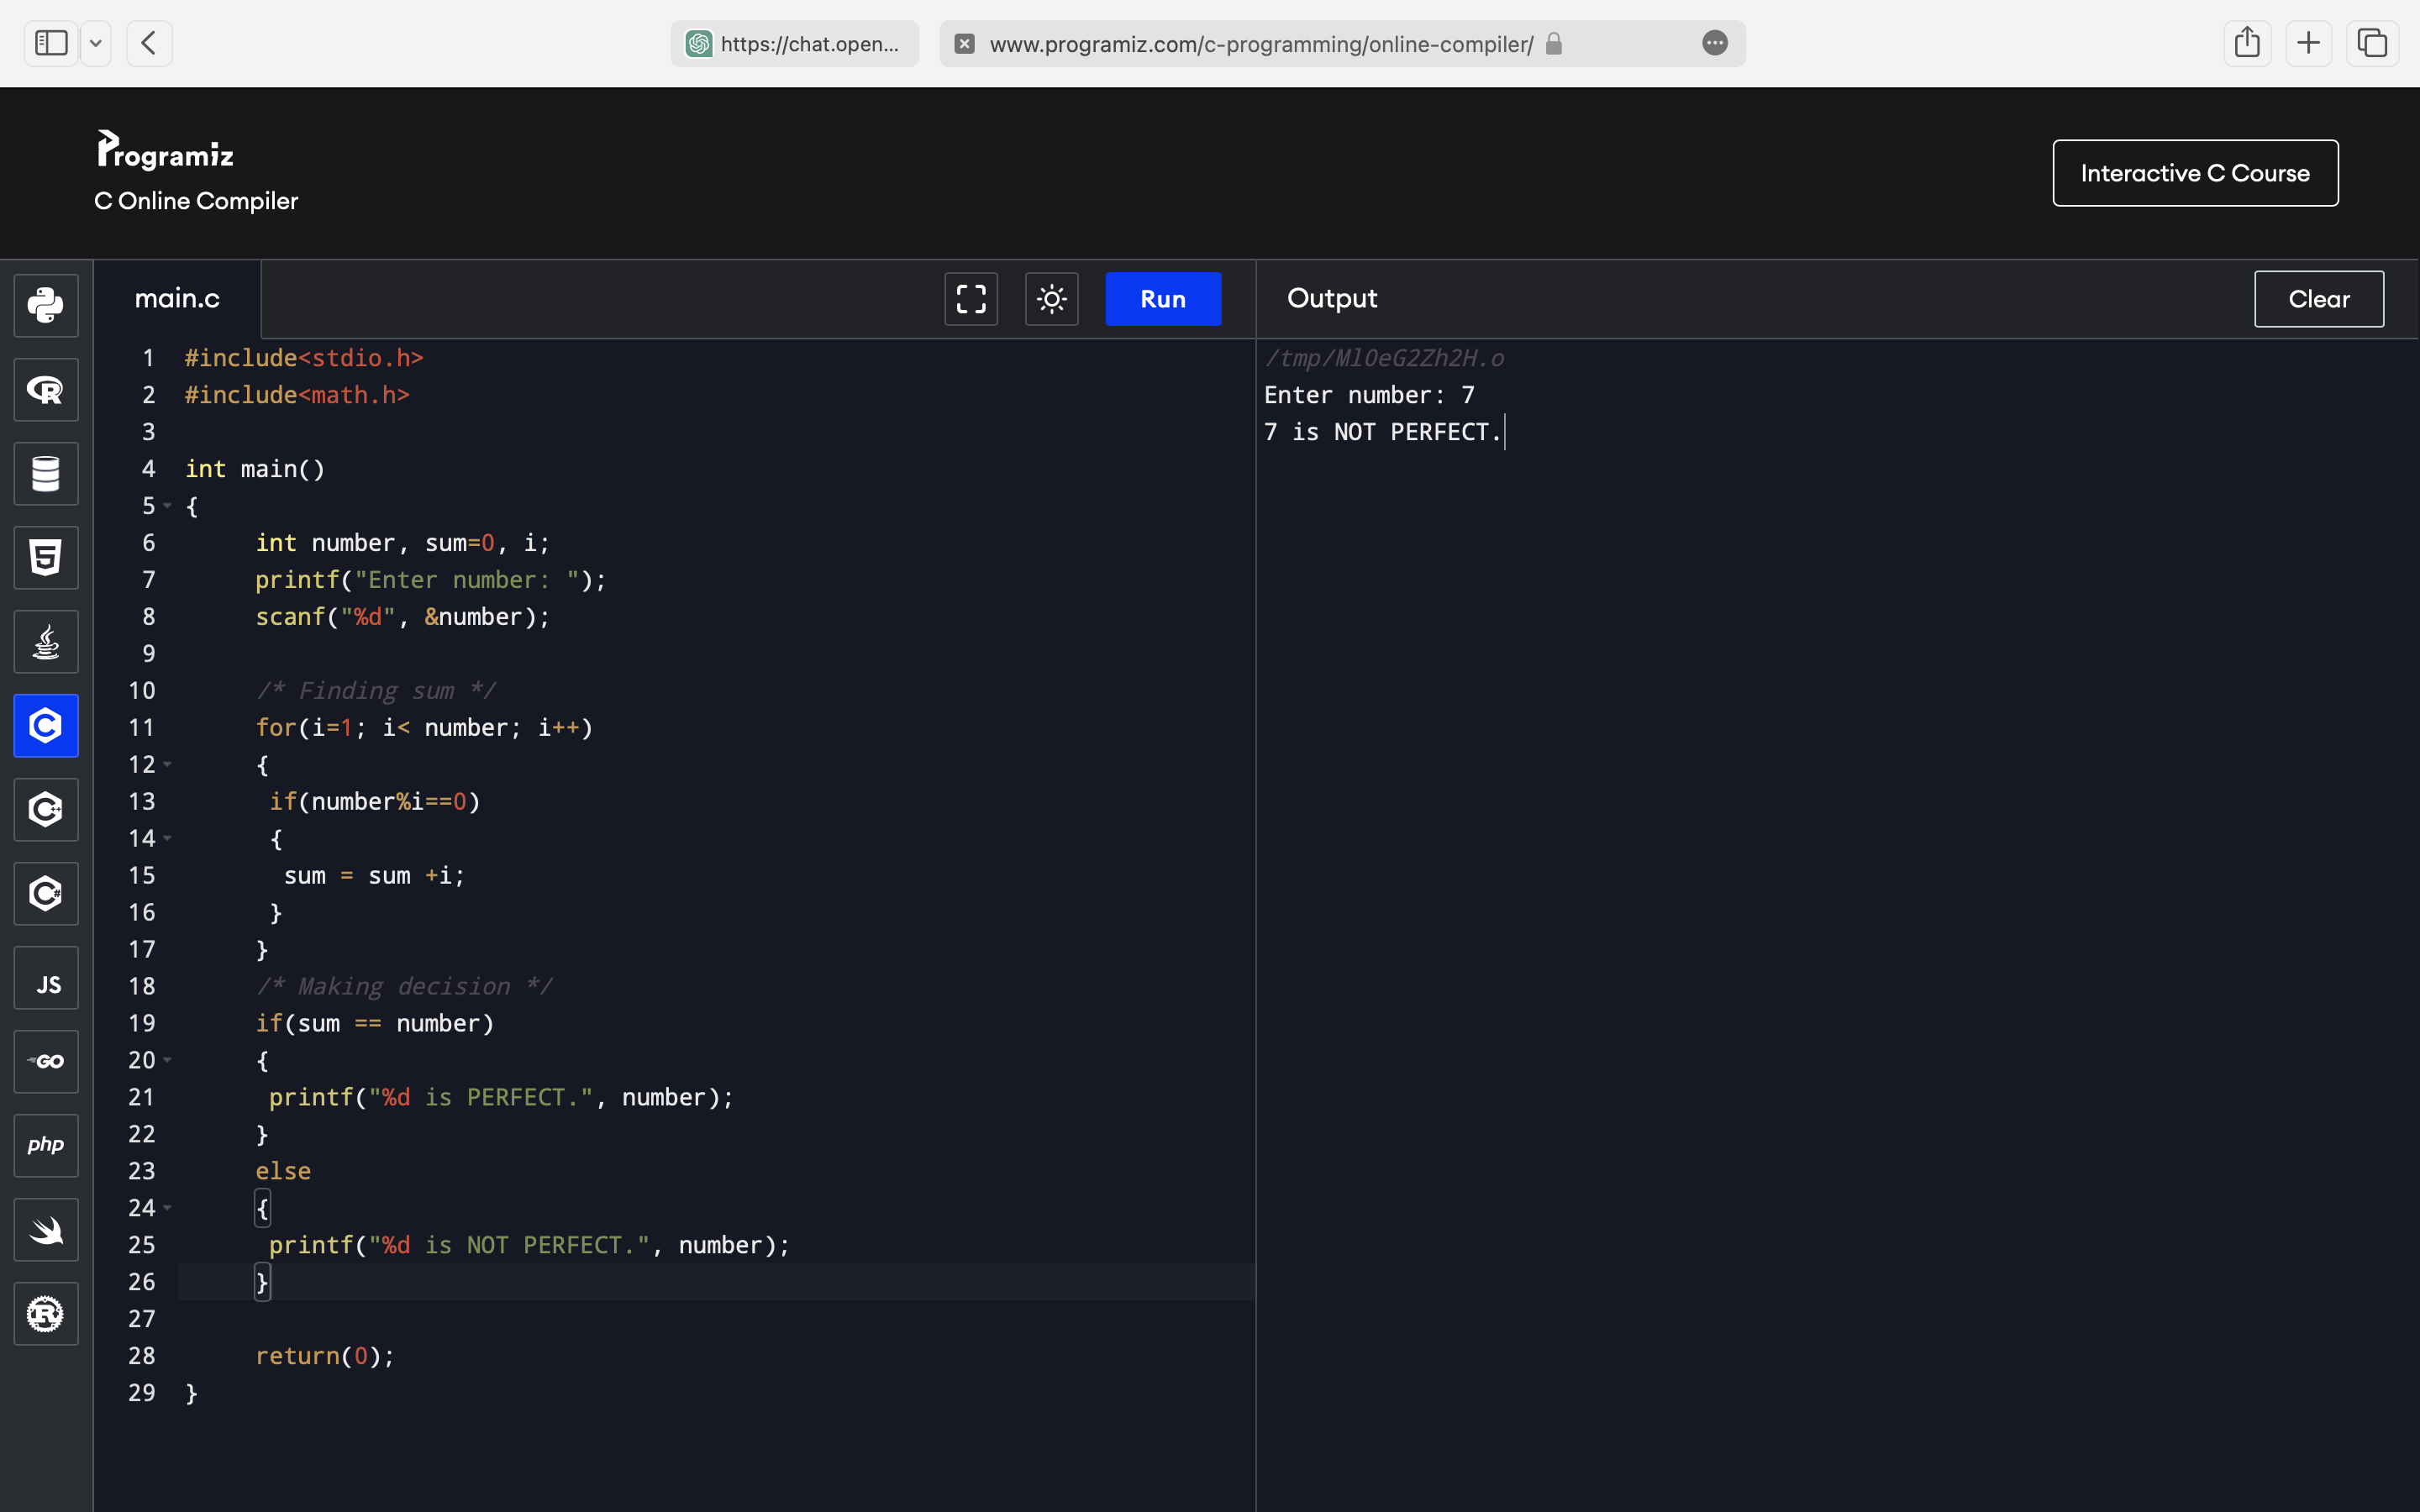 https://chat.open...
www.programiz.com/c-programming/online-compiler/
Programiz
C Online Compiler
Interactive C Course
main.c
Run
Output
Clear
1 #include<stdio.h>
2 #include<math.h>
3
4 int main()
5 {
6 int number, sum=0, i;
7 printf("Enter number: ");
8 scanf("%d", &number);
9
10 /* Finding sum */
11 for(i=1; i< number; i++)
12 {
13 if(number%i==0)
14 {
15 sum = sum +i;
16 }
17 }
18 /* Making decision */
19 if(sum == number)
20 {
21 printf("%d is PERFECT.", number);
22 }
23 else
24 {
25 printf("%d is NOT PERFECT.", number);
26 }
27
28 return(0);
29 }
/tmp/MlOeG2Zh2H.o
Enter number: 7
7 is NOT PERFECT.
R
5
C
C++
C#
JS
GO
php
R